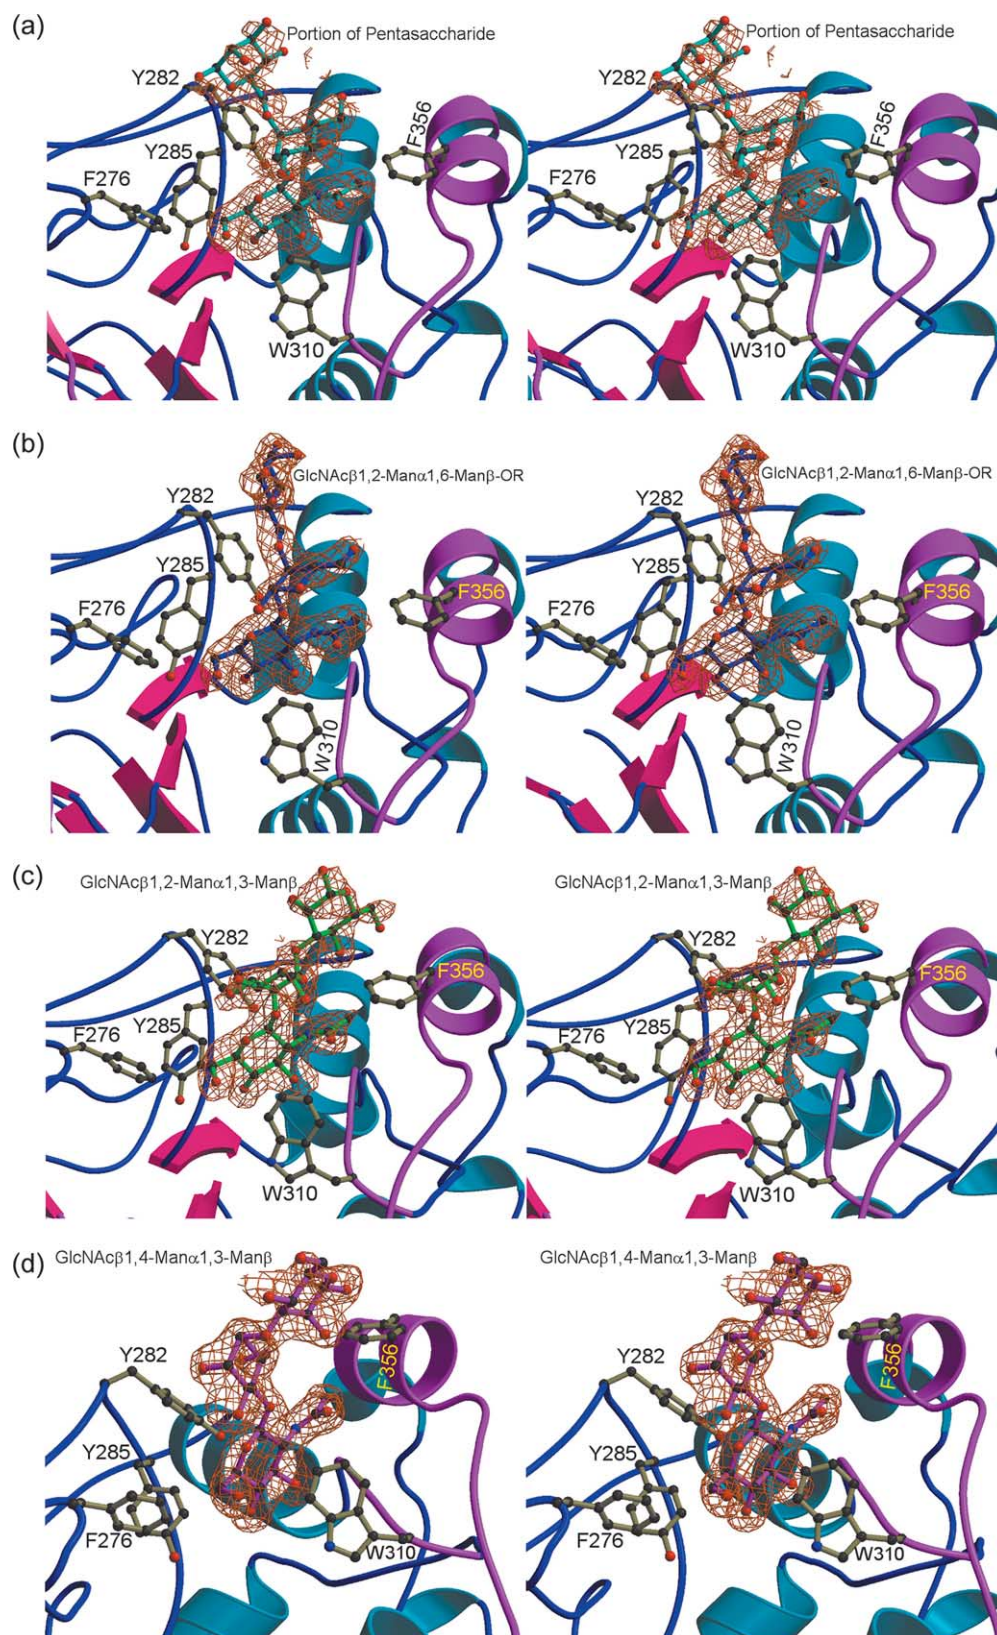 (a)
Portion of Pentasaccharide
Portion of Pentasaccharide
Y282
Y282
F356
F356
Y285
Y285
F276
F276
W310
W310
(b)
GlcNAcβ1,2-Manα1,6-Manβ-OR
GlcNAcβ1,2-Manα1,6-Manβ-OR
Y282
Y282
Y285
Y285
F356
F356
F276
F276
W310
W310
(c)
GlcNAcβ1,2-Manα1,3-Manβ
GlcNAcβ1,2-Manα1,3-Manβ
Y282
Y282
F356
F356
F276
Y285
F276
Y285
W310
W310
(d)
GlcNAcβ1,4-Manα1,3-Manβ
GlcNAcβ1,4-Manα1,3-Manβ
Y282
F356
Y282
F356
Y285
Y285
F276
W310
F276
W310